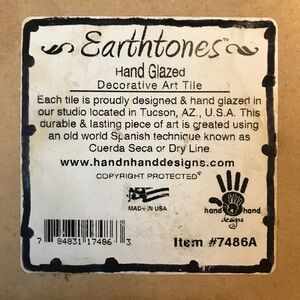 Earthtones™
Hand Glazed
Decorative Art Tile
Each tile is proudly designed & hand glazed in
our studio located in Tucson, AZ., U.S.A. This
durable & lasting piece of art is created using
an old world Spanish technique known as
Cuerda Seca or Dry Line.
www.handnhanddesigns.com
COPYRIGHT PROTECTED
MADE IN USA
hand n hand
designs
7 84831 17486 3
Item #7486A